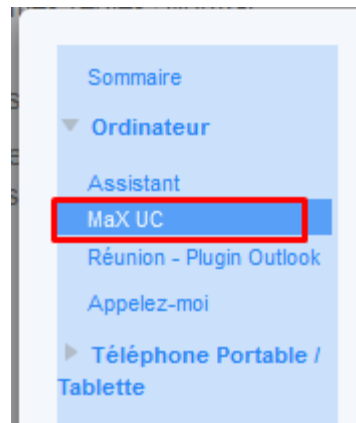 Sommaire
Ordinateur
Assistant
MaX UC
Réunion - Plugin Outlook
Appelez-moi
Téléphone Portable /
Tablette